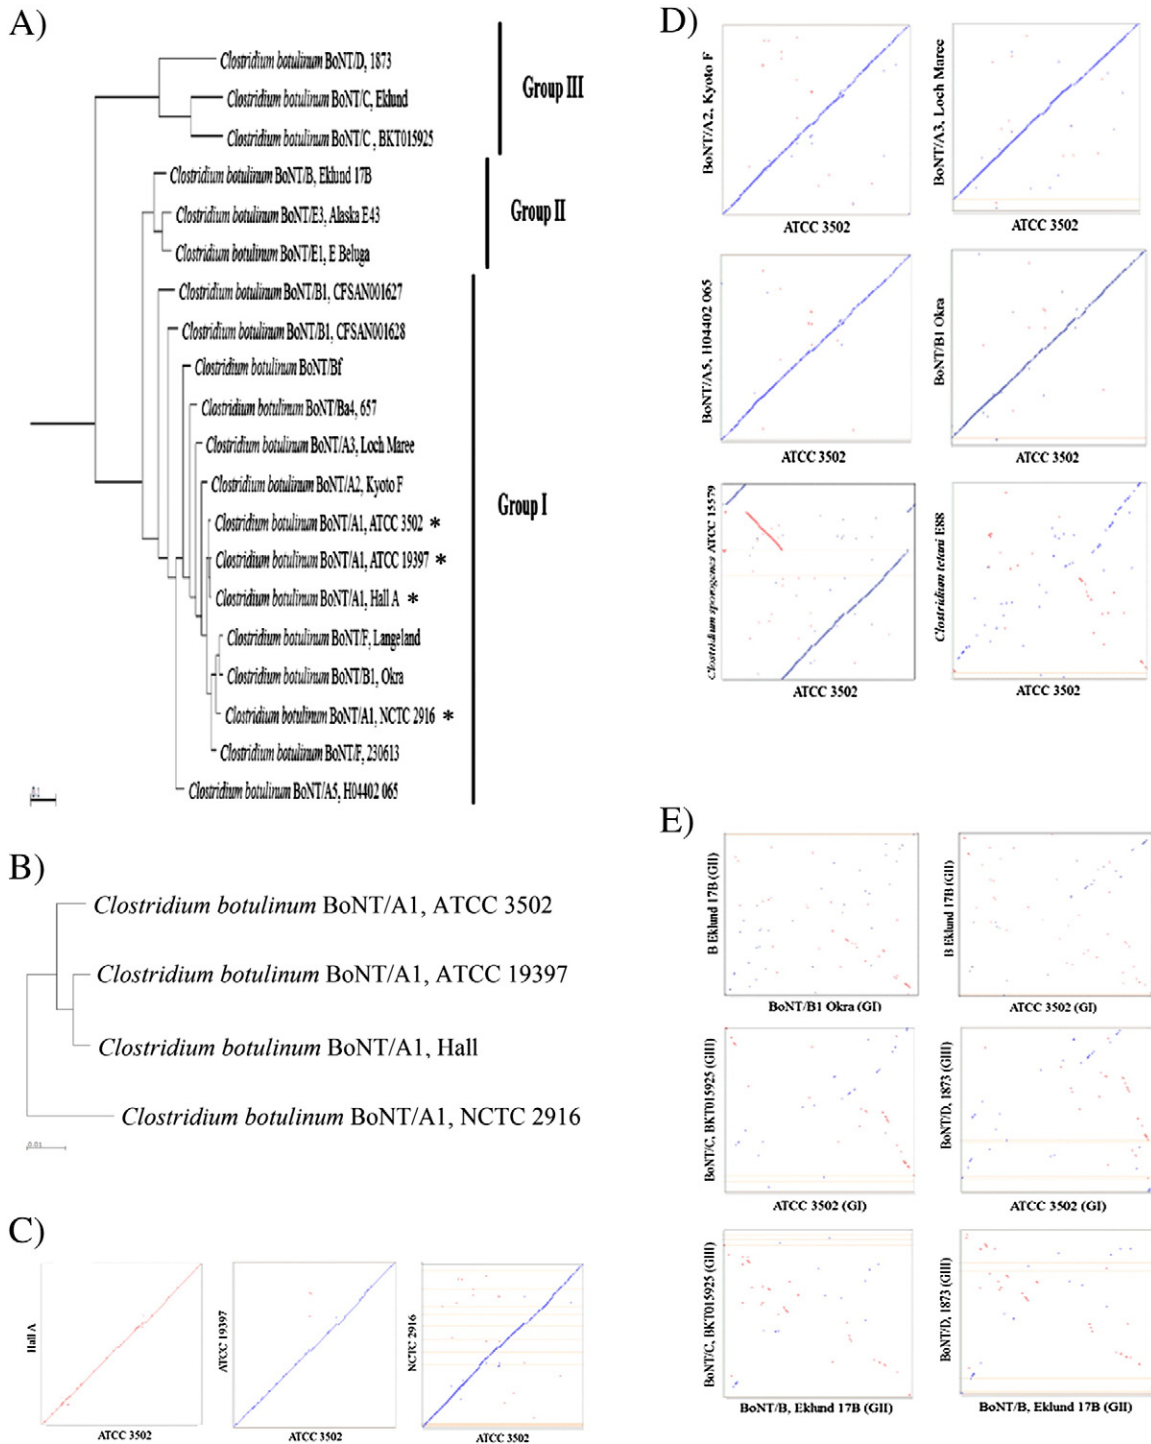 A)
Clostridium botulinum BoNT/D, 1873
Clostridium botulinum BoNT/C, Eklund
Clostridium botulinum BoNT/C , BKT015925
Group III
Clostridium botulinum BoNT/B, Eklund 17B
Clostridium botulinum BoNT/E3, Alaska E43
Clostridium botulinum BoNT/E1, E Beluga
Group II
Clostridium botulinum BoNT/B1, CFSAN001627
Clostridium botulinum BoNT/B1, CFSAN001628
Clostridium botulinum BoNT/Bf
Clostridium botulinum BoNT/Ba4, 657
Clostridium botulinum BoNT/A3, Loch Maree
Clostridium botulinum BoNT/A2, Kyoto F
Clostridium botulinum BoNT/A1, ATCC 3502 *
Clostridium botulinum BoNT/A1, ATCC 19397 *
Clostridium botulinum BoNT/A1, Hall A *
Clostridium botulinum BoNT/F, Langeland
Clostridium botulinum BoNT/B1, Okra
Clostridium botulinum BoNT/A1, NCTC 2916 *
Clostridium botulinum BoNT/F, 230613
Clostridium botulinum BoNT/A5, H04402 065
Group I
0.1
B)
Clostridium botulinum BoNT/A1, ATCC 3502
Clostridium botulinum BoNT/A1, ATCC 19397
Clostridium botulinum BoNT/A1, Hall
Clostridium botulinum BoNT/A1, NCTC 2916
0.01
C)
Hall A
ATCC 3502
ATCC 19397
ATCC 3502
NCTC 2916
ATCC 3502
D)
BoNT/A2, Kyoto F
ATCC 3502
BoNT/A3, Loch Maree
ATCC 3502
BoNT/A5, H04402 065
ATCC 3502
BoNT/B1 Okra
ATCC 3502
Clostridium sporogenes ATCC 15579
ATCC 3502
Clostridium tetani E88
ATCC 3502
E)
B Eklund 17B (GII)
BoNT/B1 Okra (GI)
B Eklund 17B (GII)
ATCC 3502 (GI)
BoNT/C, BKT015925 (GIII)
ATCC 3502 (GI)
BoNT/D, 1873 (GIII)
ATCC 3502 (GI)
BoNT/C, BKT015925 (GIII)
BoNT/B, Eklund 17B (GII)
BoNT/D, 1873 (GIII)
BoNT/B, Eklund 17B (GII)